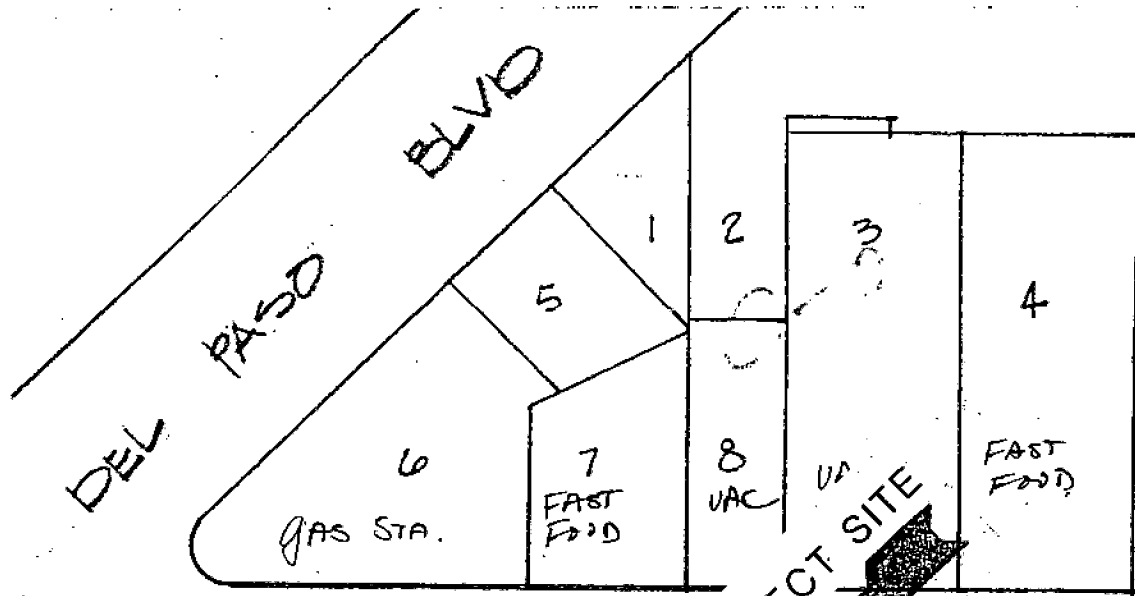 DEL PASO BLVD
1
2
3
4
5
6
GAS STA.
7
FAST
FOOD
8
VAC
FAST
FOOD
CT SITE